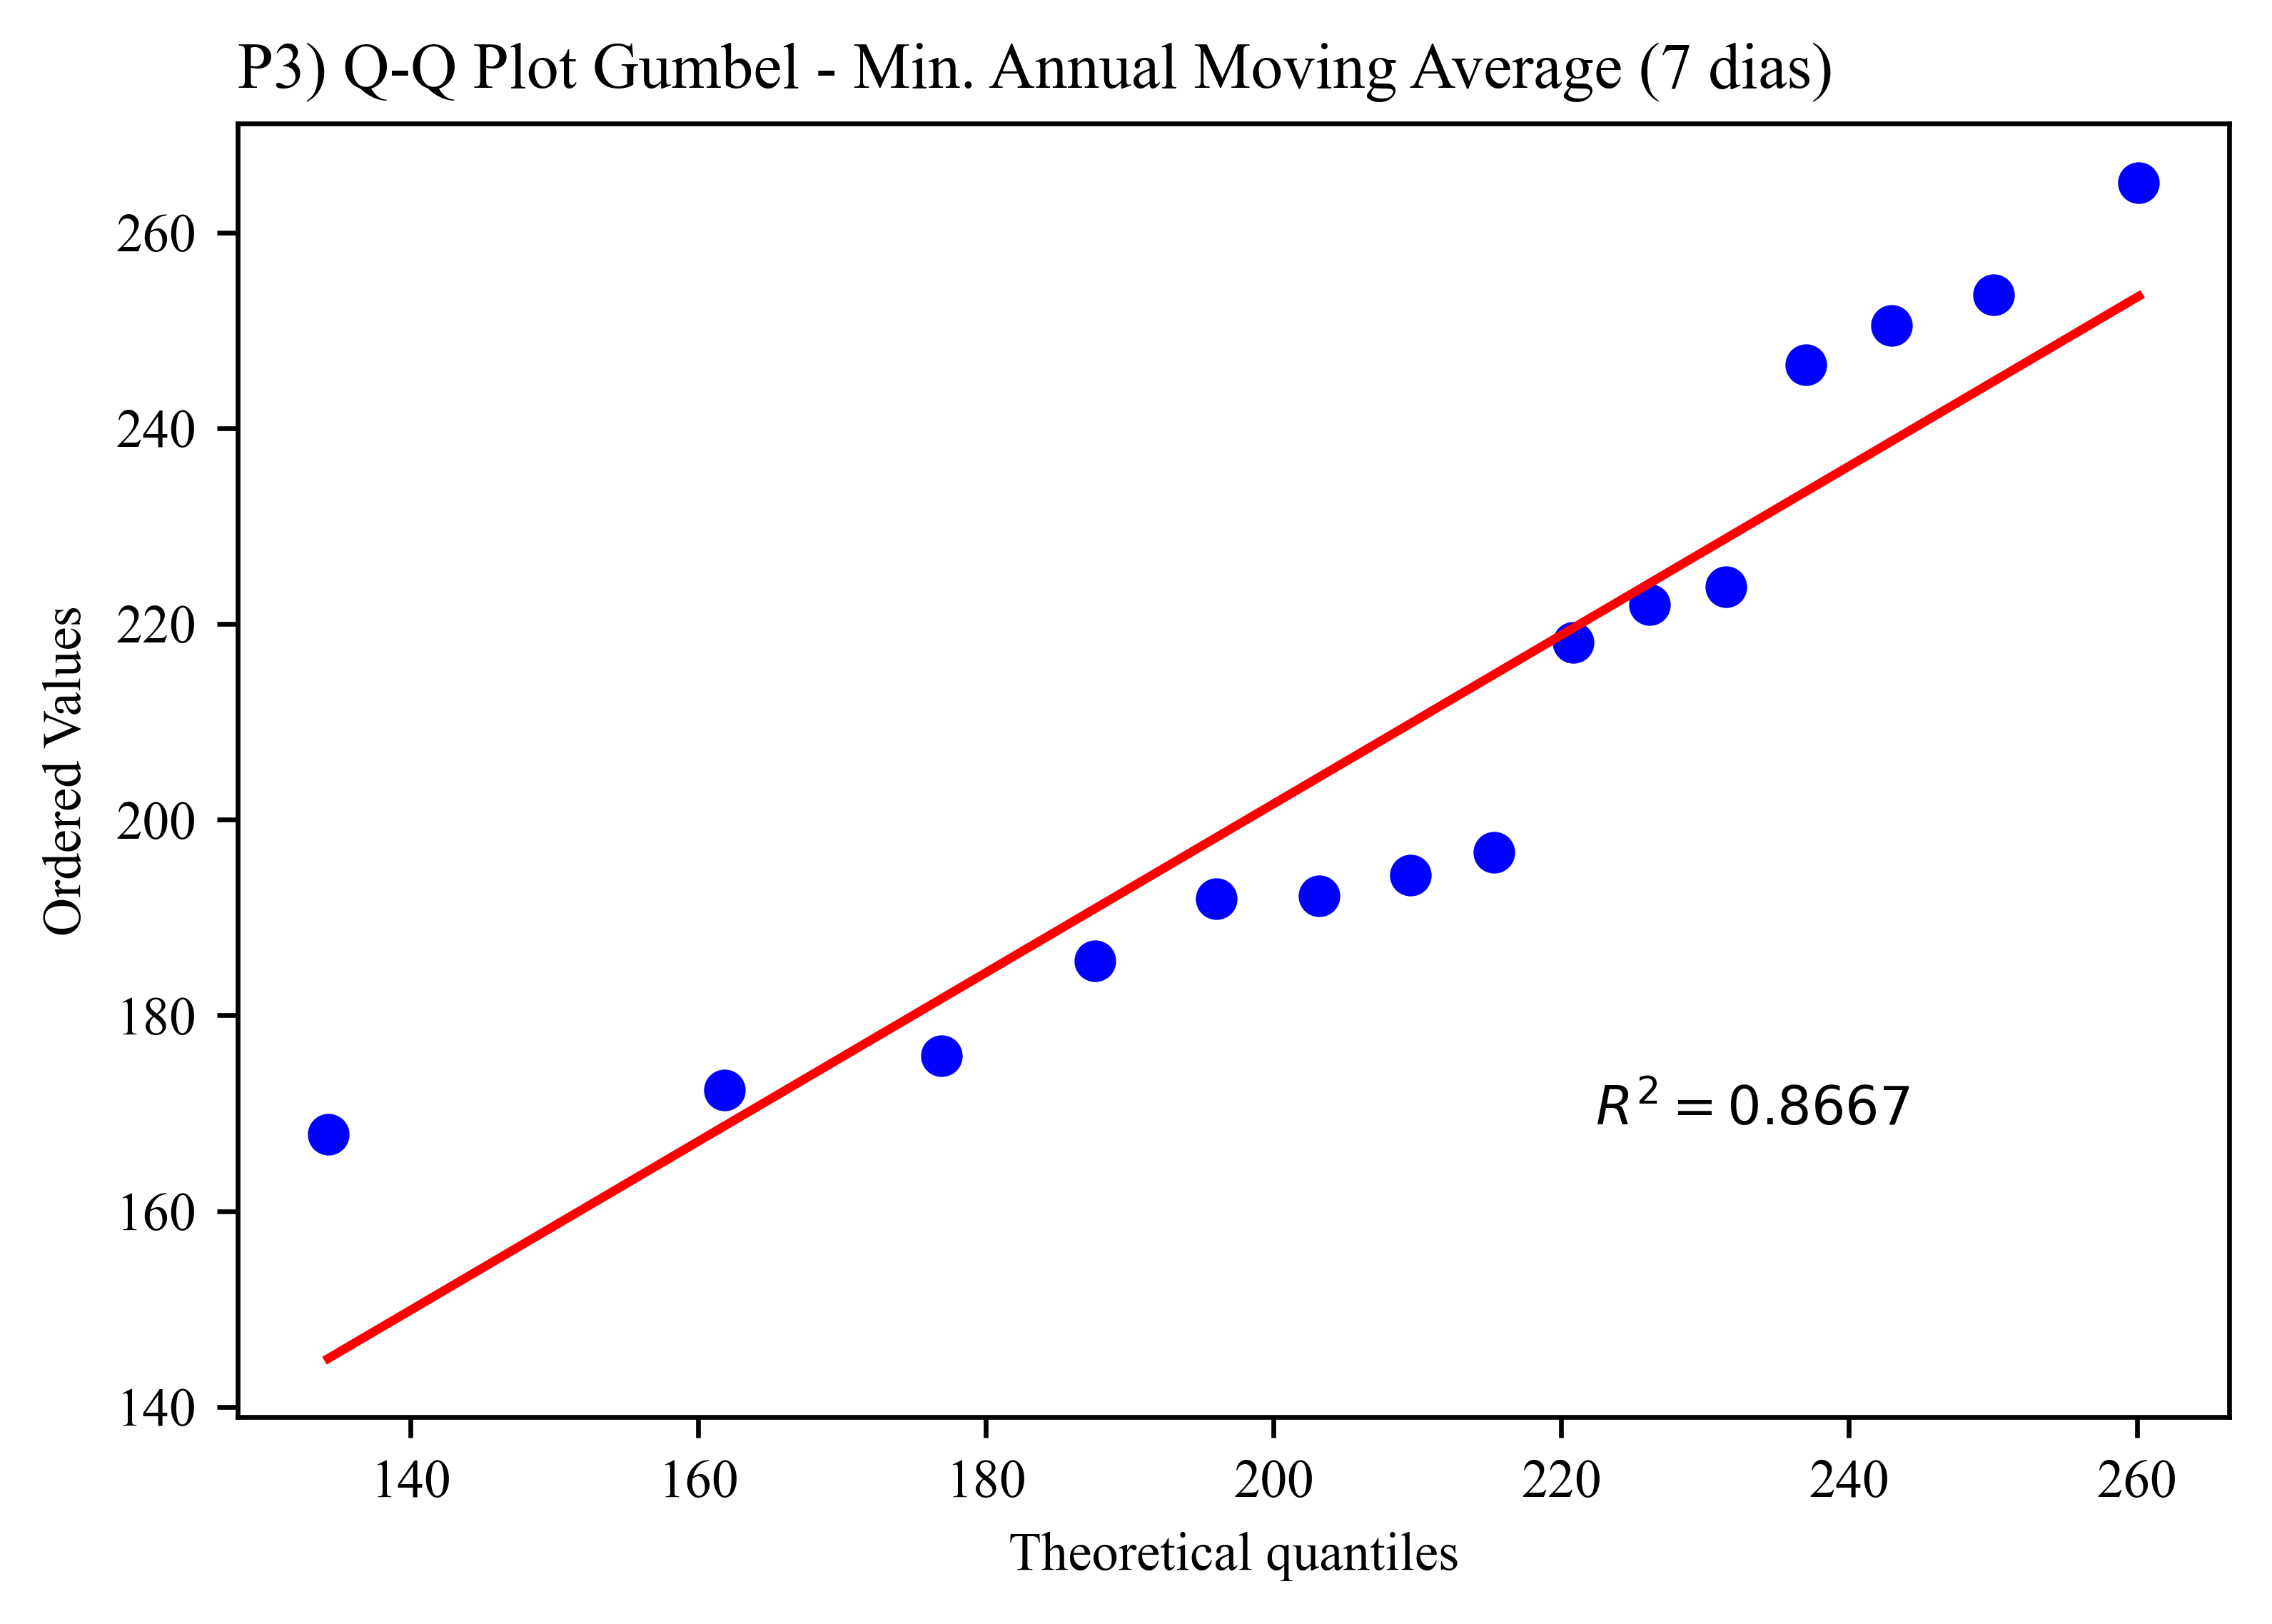 P3) Q-Q Plot Gumbel - Min. Annual Moving Average (7 dias)
260
240
220
200
180
160
140
Ordered Values
R² = 0.8667
140 160 180 200 220 240 260
Theoretical quantiles